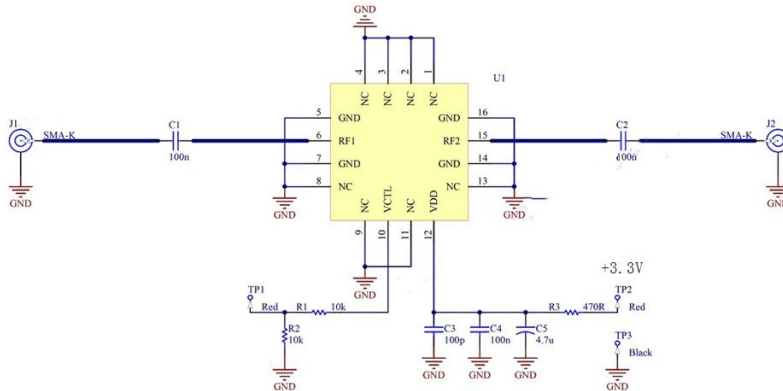 GND
4
3
2
1
NC
NC
NC
NC
U1
J1
SMA-K
C1
100n
5
GND
GND
16
6
RF1
RF2
15
7
GND
GND
14
8
NC
NC
13
C2
100n
SMA-K
J2
GND
GND
GND
GND
NC
VCTL
NC
VDD
9
10
11
12
GND
+3.3V
TP1
Red
R1
10k
R2
10k
GND
C3
100p
C4
100n
C5
4.7u
R3
470R
TP2
Red
TP3
Black
GND
GND
GND
GND